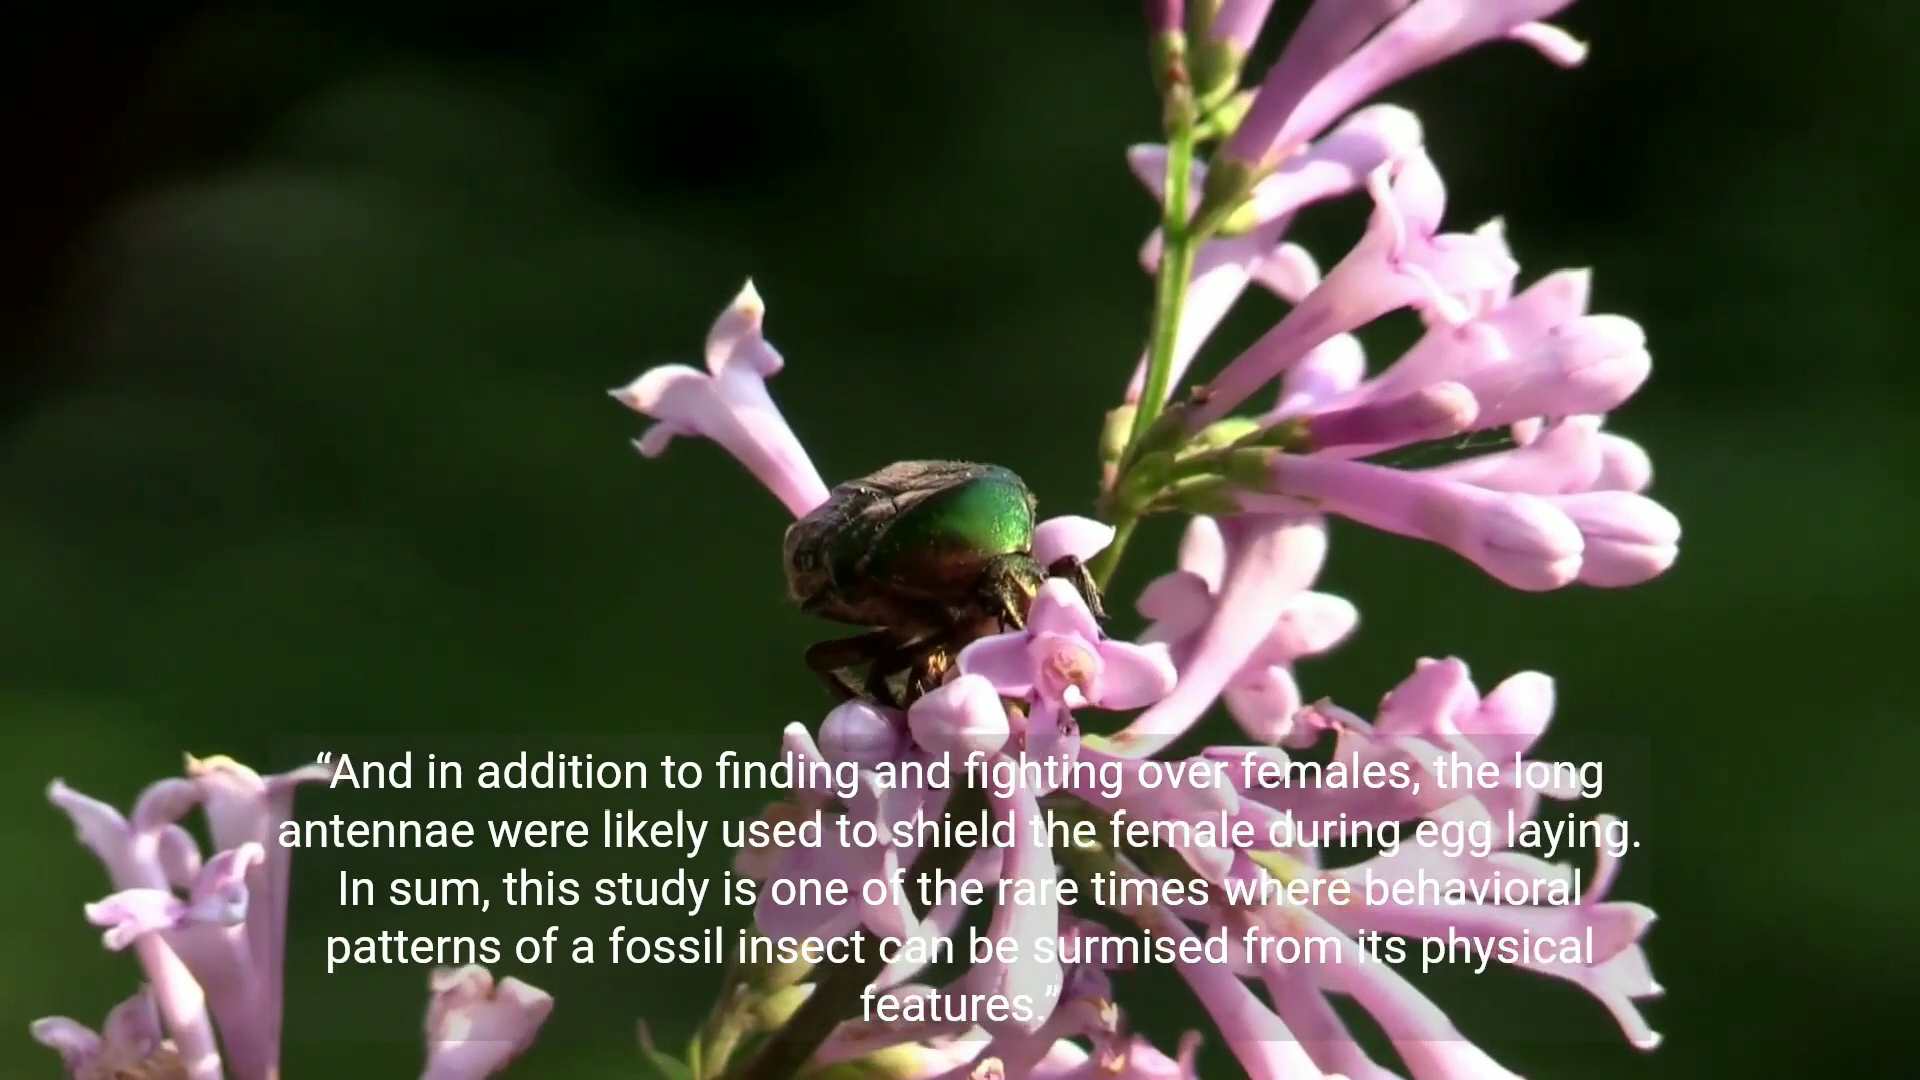 “And in addition to finding and fighting over females, the long
antennae were likely used to shield the female during egg laying.
In sum, this study is one of the rare times where behavioral
patterns of a fossil insect can be surmised from its physical
features.”